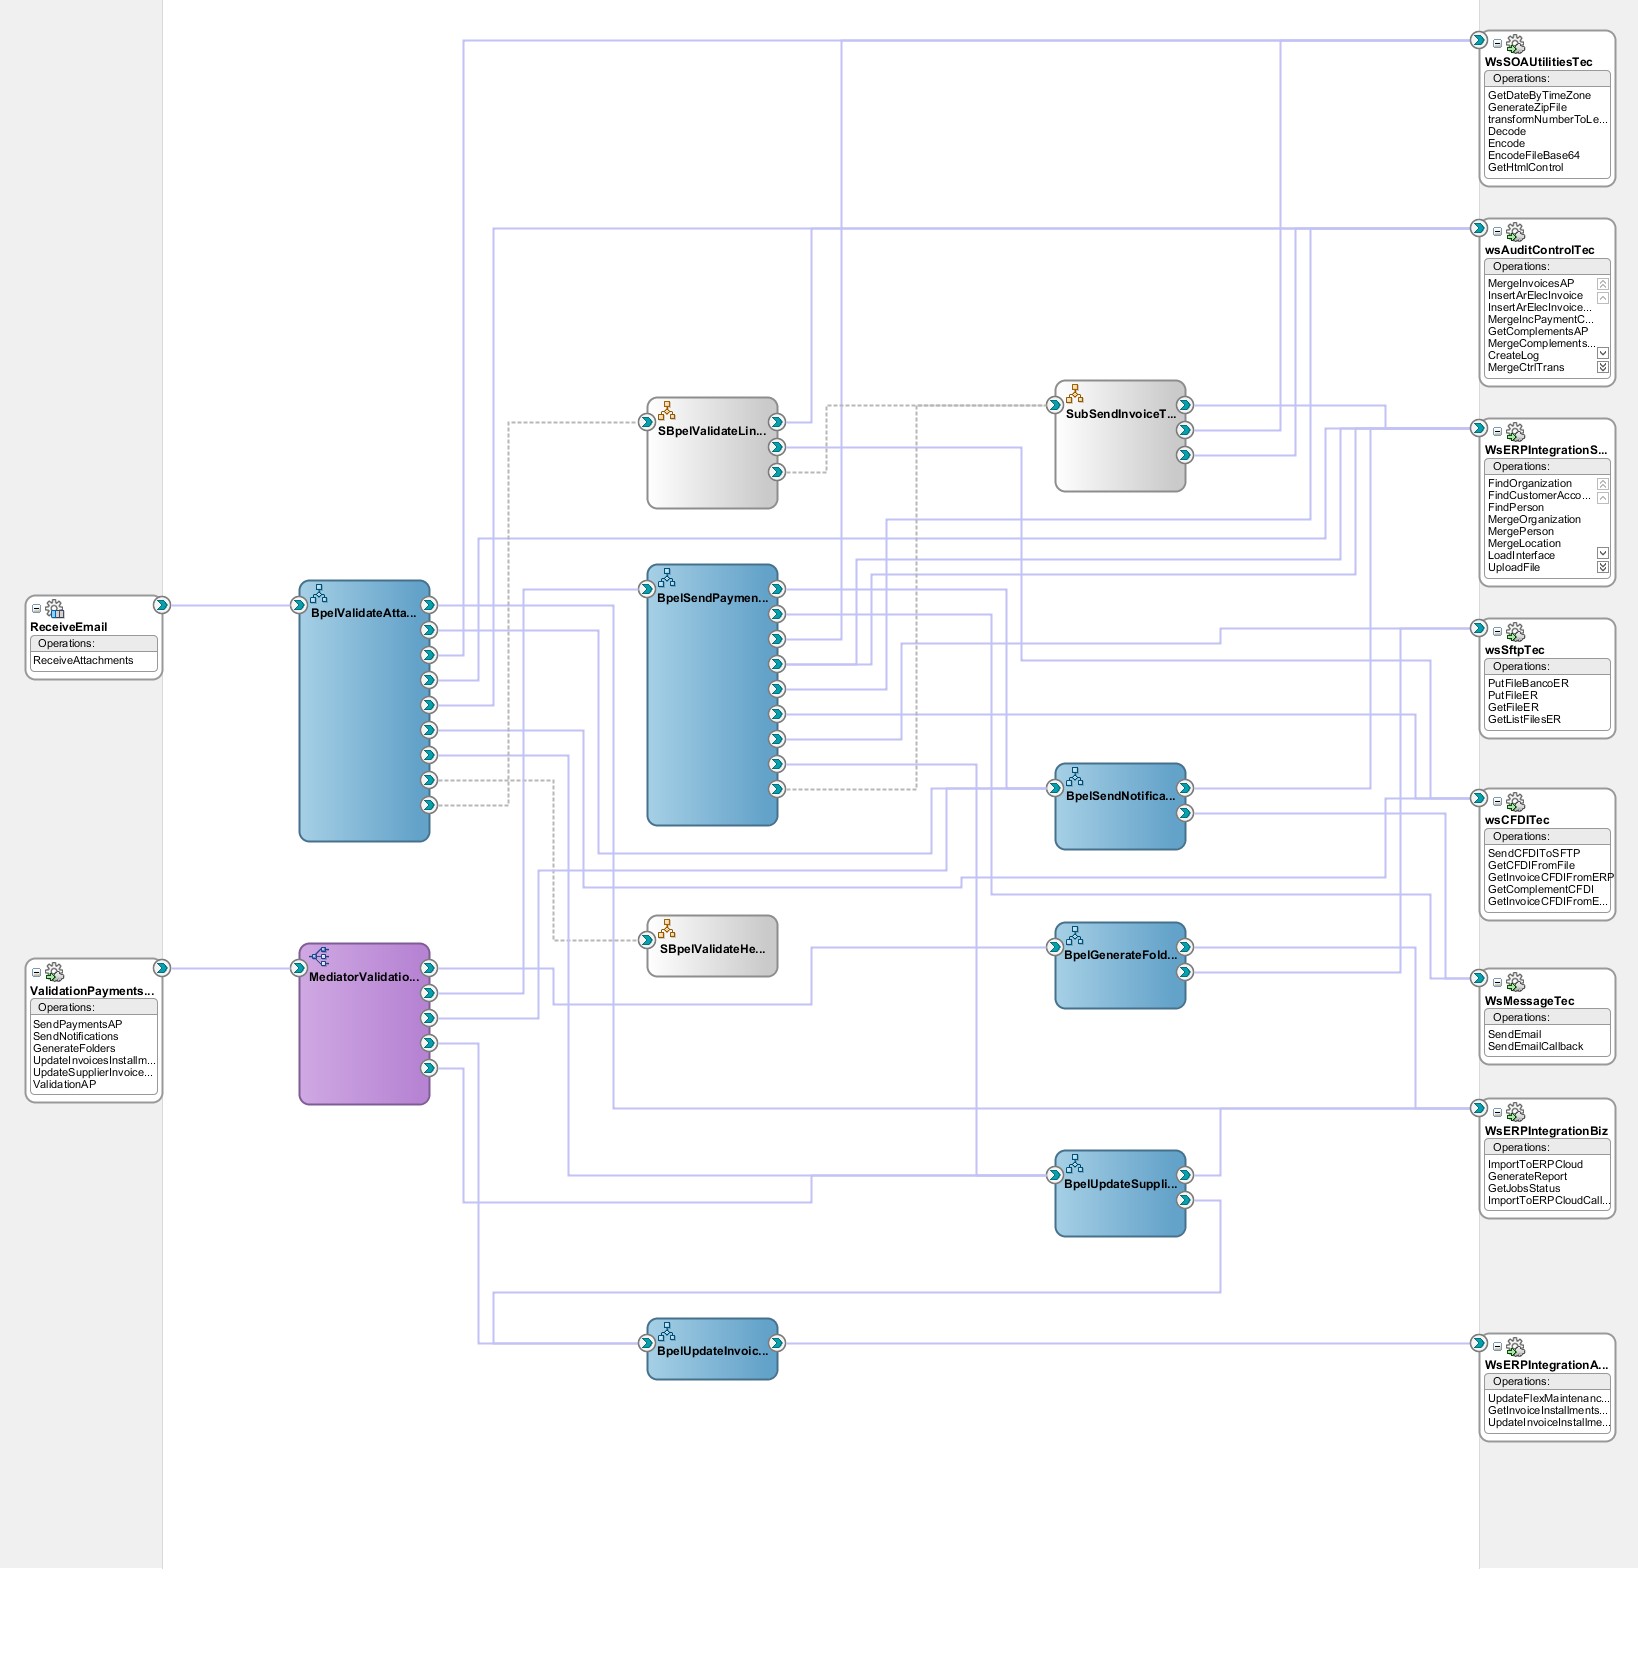 ReceiveEmail
Operations:
ReceiveAttachments
ValidationPayments...
Operations:
SendPaymentsAP
SendNotifications
GenerateFolders
UpdateInvoicesInstallm...
UpdateSupplierInvoice...
ValidationAP
BpelValidateAtta...
MediatorValidatio...
SBpelValidateLin...
BpelSendPaymen...
SBpelValidateHe...
BpelUpdateInvoic...
SubSendInvoiceT...
BpelSendNotifica...
BpelGenerateFold...
BpelUpdateSuppli...
WsSOAUtilitiesTec
Operations:
GetDateByTimeZone
GenerateZipFile
transformNumberToLe...
Decode
Encode
EncodeFileBase64
GetHtmlControl
wsAuditControlTec
Operations:
MergeInvoicesAP
InsertArElecInvoice
InsertArElecInvoice...
MergeIncPaymentC...
GetComplementsAP
MergeComplements...
CreateLog
MergeCtrlTrans
WsERPIntegrationS...
Operations:
FindOrganization
FindCustomerAcco...
FindPerson
MergeOrganization
MergePerson
MergeLocation
LoadInterface
UploadFile
wsSftpTec
Operations:
PutFileBancoER
PutFileER
GetFileER
GetListFilesER
wsCFDITec
Operations:
SendCFDIToSFTP
GetCFDIFromFile
GetInvoiceCFDIFromERP
GetComplementCFDI
GetInvoiceCFDIFromE...
WsMessageTec
Operations:
SendEmail
SendEmailCallback
WsERPIntegrationBiz
Operations:
ImportToERPCloud
GenerateReport
GetJobsStatus
ImportToERPCloudCall...
WsERPIntegrationA...
Operations:
UpdateFlexMaintenanc...
GetInvoiceInstallments...
UpdateInvoiceInstallme...